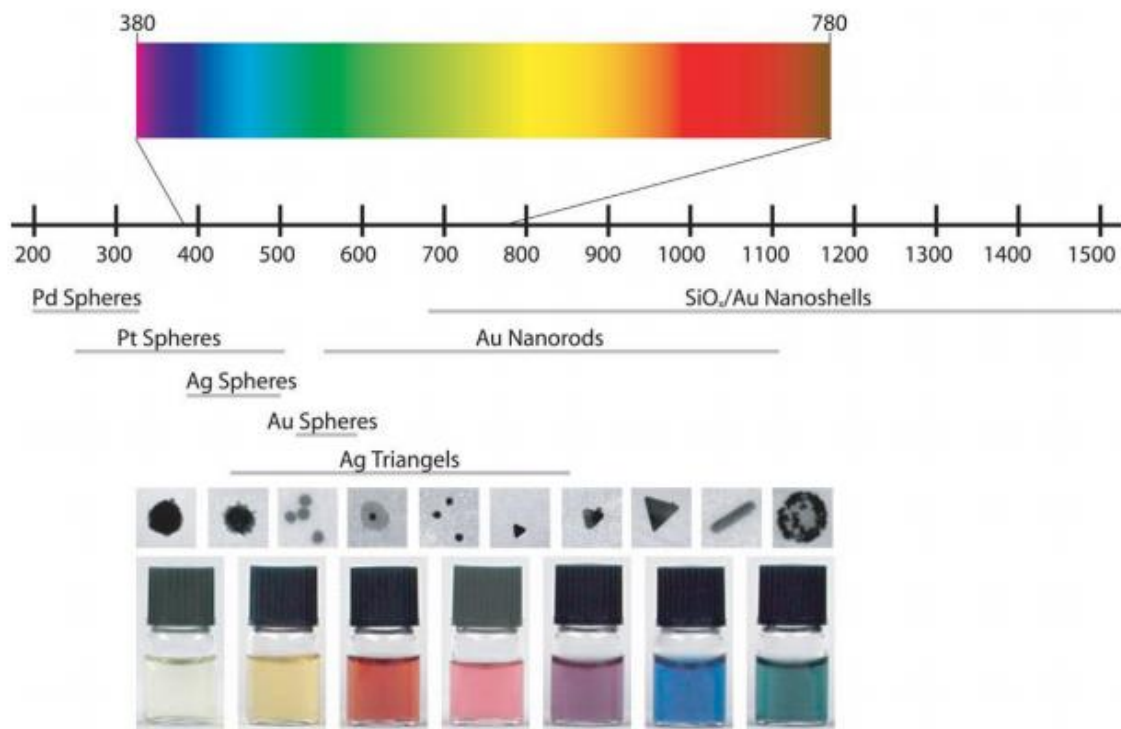 380 780
200 300 400 500 600 700 800 900 1000 1100 1200 1300 1400 1500
Pd Spheres SiOₓ/Au Nanoshells
Pt Spheres Au Nanorods
Ag Spheres
Au Spheres
Ag Triangels